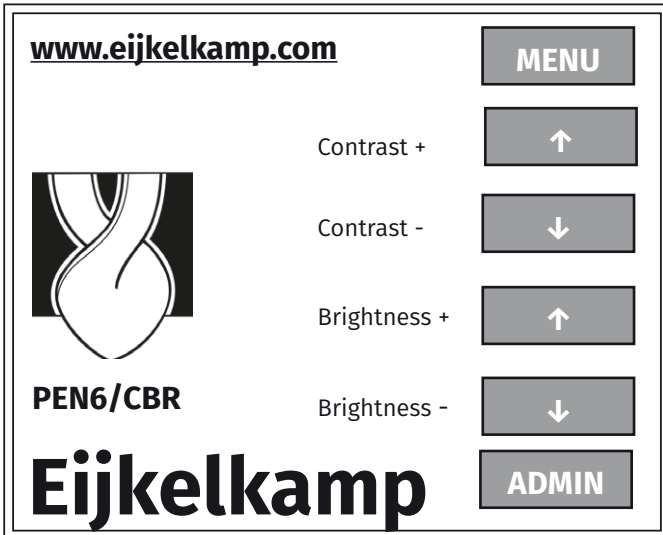 www.eijkelkamp.com
MENU
Contrast +
↑
Contrast -
↓
Brightness +
↑
PEN6/CBR
Brightness -
↓
Eijkelkamp
ADMIN